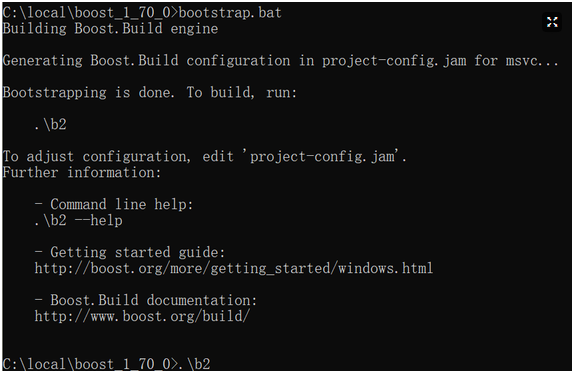 C:\local\boost_1_70_0>bootstrap.bat
Building Boost.Build engine
Generating Boost.Build configuration in project-config.jam for msvc...
Bootstrapping is done. To build, run:
.\b2
To adjust configuration, edit 'project-config.jam'.
Further information:
- Command line help:
.\b2 --help
- Getting started guide:
http://boost.org/more/getting_started/windows.html
- Boost.Build documentation:
http://www.boost.org/build/
C:\local\boost_1_70_0>.\b2